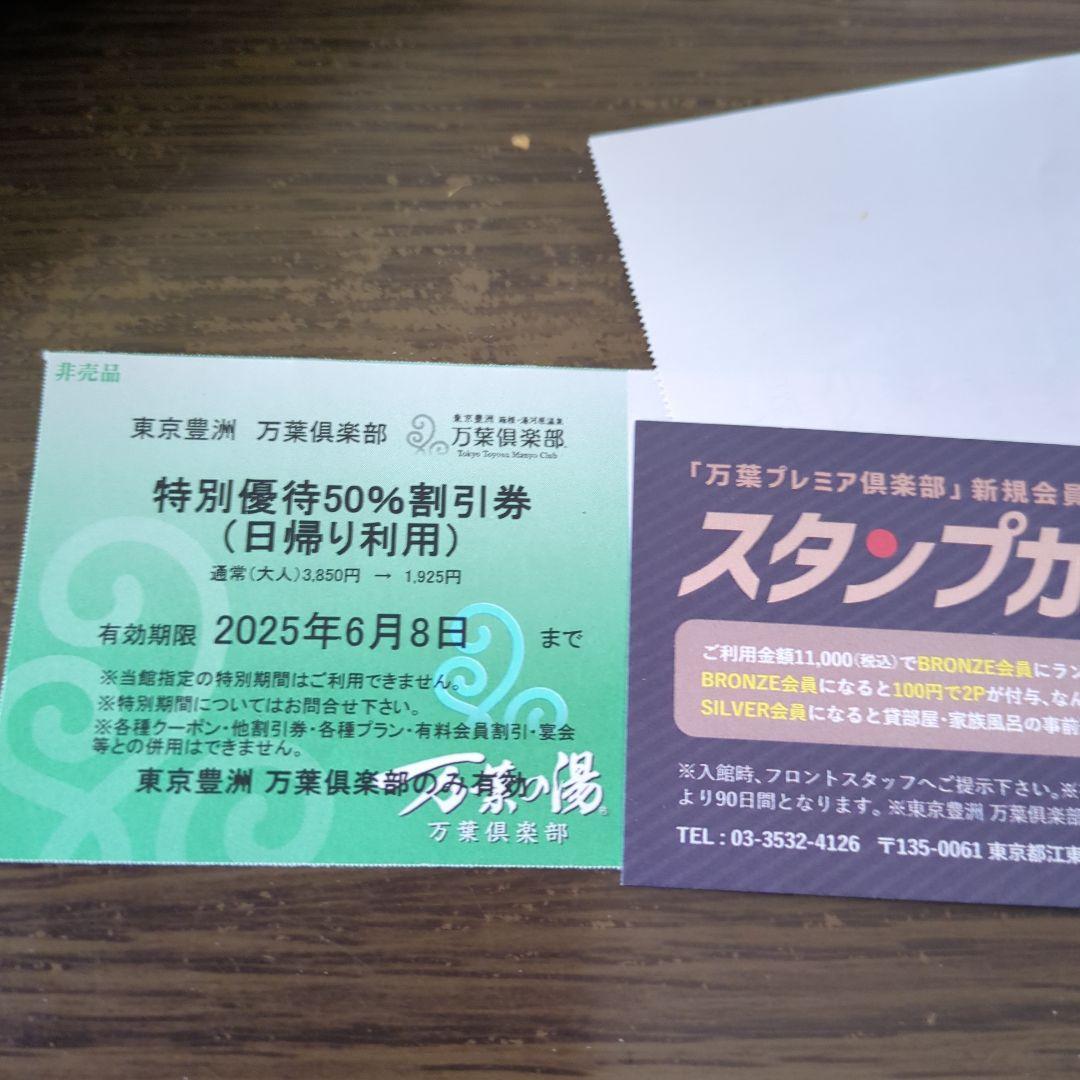 非売品
東京豊洲 万葉倶楽部
東京豊洲 箱根・湯河原温泉
万葉倶楽部
Tokyo Toyosu Manyo Club
特別優待50%割引券
(日帰り利用)
通常(大人)3,850円 → 1,925円
有効期限 2025年6月8日 まで
※当館指定の特別期間はご利用できません。
※特別期間についてはお問合せ下さい。
※各種クーポン・他割引券・各種プラン・有料会員割引・宴会
等との併用はできません。
東京豊洲 万葉倶楽部のみ有効
万葉の湯
万葉倶楽部
「万葉プレミア倶楽部」新規会員
スタンプカ
ご利用金額11,000(税込)でBRONZE会員にラン
BRONZE会員になると100円で2Pが付与、なん
SILVER会員になると貸部屋・家族風呂の事前
※入館時、フロントスタッフへご提示下さい。※
より90日間となります。※東京豊洲 万葉倶楽部
TEL : 03-3532-4126 〒135-0061 東京都江東